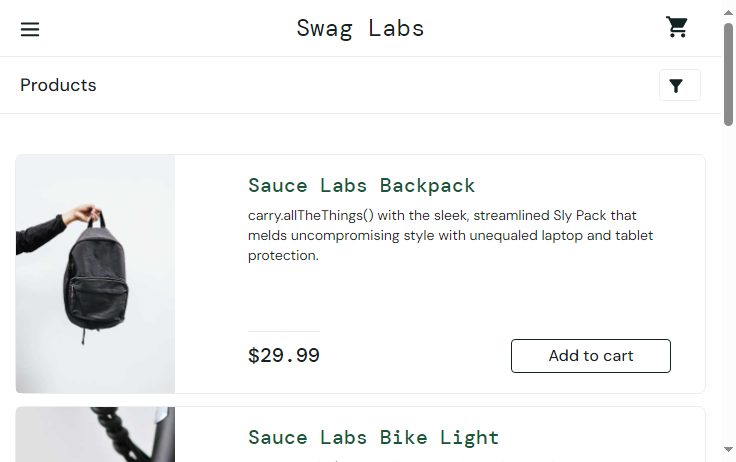 Swag Labs
Products
Sauce Labs Backpack
carry.allTheThings() with the sleek, streamlined Sly Pack that
melds uncompromising style with unequaled laptop and tablet
protection.
$29.99
Add to cart
Sauce Labs Bike Light